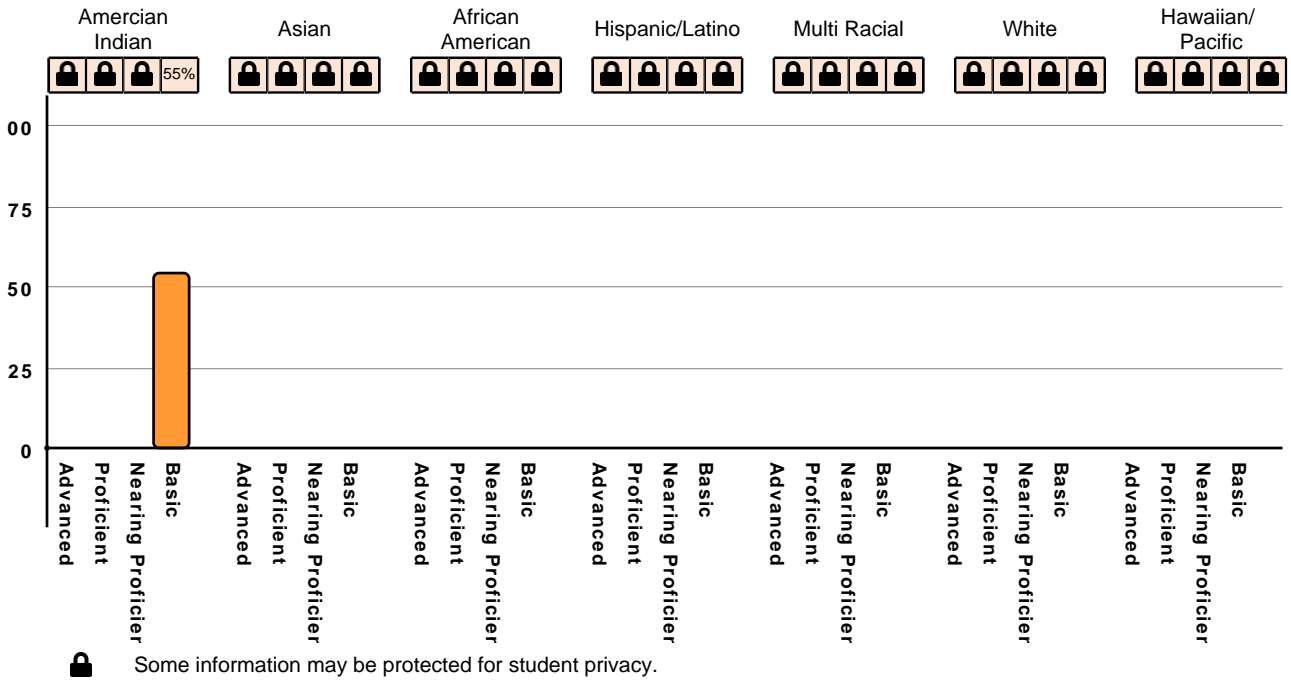 Amercian
Indian
Asian
African
American
Hispanic/Latino
Multi Racial
White
Hawaiian/
Pacific
55%
00
75
50
25
0
Advanced
Proficient
Nearing Proficier
Basic
Advanced
Proficient
Nearing Proficier
Basic
Advanced
Proficient
Nearing Proficier
Basic
Advanced
Proficient
Nearing Proficier
Basic
Advanced
Proficient
Nearing Proficier
Basic
Advanced
Proficient
Nearing Proficier
Basic
Advanced
Proficient
Nearing Proficier
Basic
Some information may be protected for student privacy.